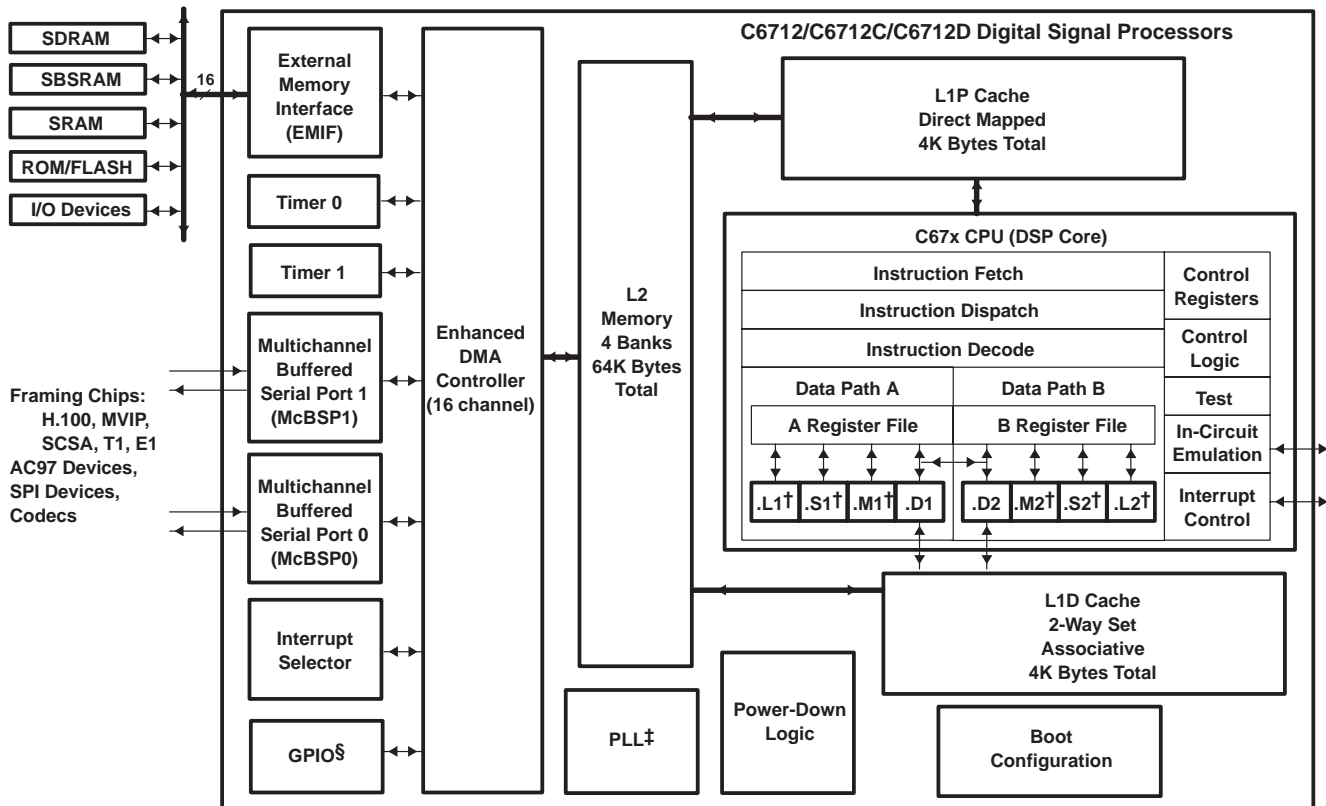 C6712/C6712C/C6712D Digital Signal Processors
SDRAM
SBSRAM
SRAM
ROM/FLASH
I/O Devices
16
External
Memory
Interface
(EMIF)
Timer 0
Timer 1
Multichannel
Buffered
Serial Port 1
(McBSP1)
Multichannel
Buffered
Serial Port 0
(McBSP0)
Interrupt
Selector
GPIO§
Framing Chips:
H.100, MVIP,
SCSA, T1, E1
AC97 Devices,
SPI Devices,
Codecs
Enhanced
DMA
Controller
(16 channel)
L2
Memory
4 Banks
64K Bytes
Total
PLL‡
L1P Cache
Direct Mapped
4K Bytes Total
C67x CPU (DSP Core)
Instruction Fetch
Instruction Dispatch
Instruction Decode
Data Path A
Data Path B
A Register File
B Register File
.L1†
.S1†
.M1†
.D1
.D2
.M2†
.S2†
.L2†
Control
Registers
Control
Logic
Test
In-Circuit
Emulation
Interrupt
Control
L1D Cache
2-Way Set
Associative
4K Bytes Total
Power-Down
Logic
Boot
Configuration